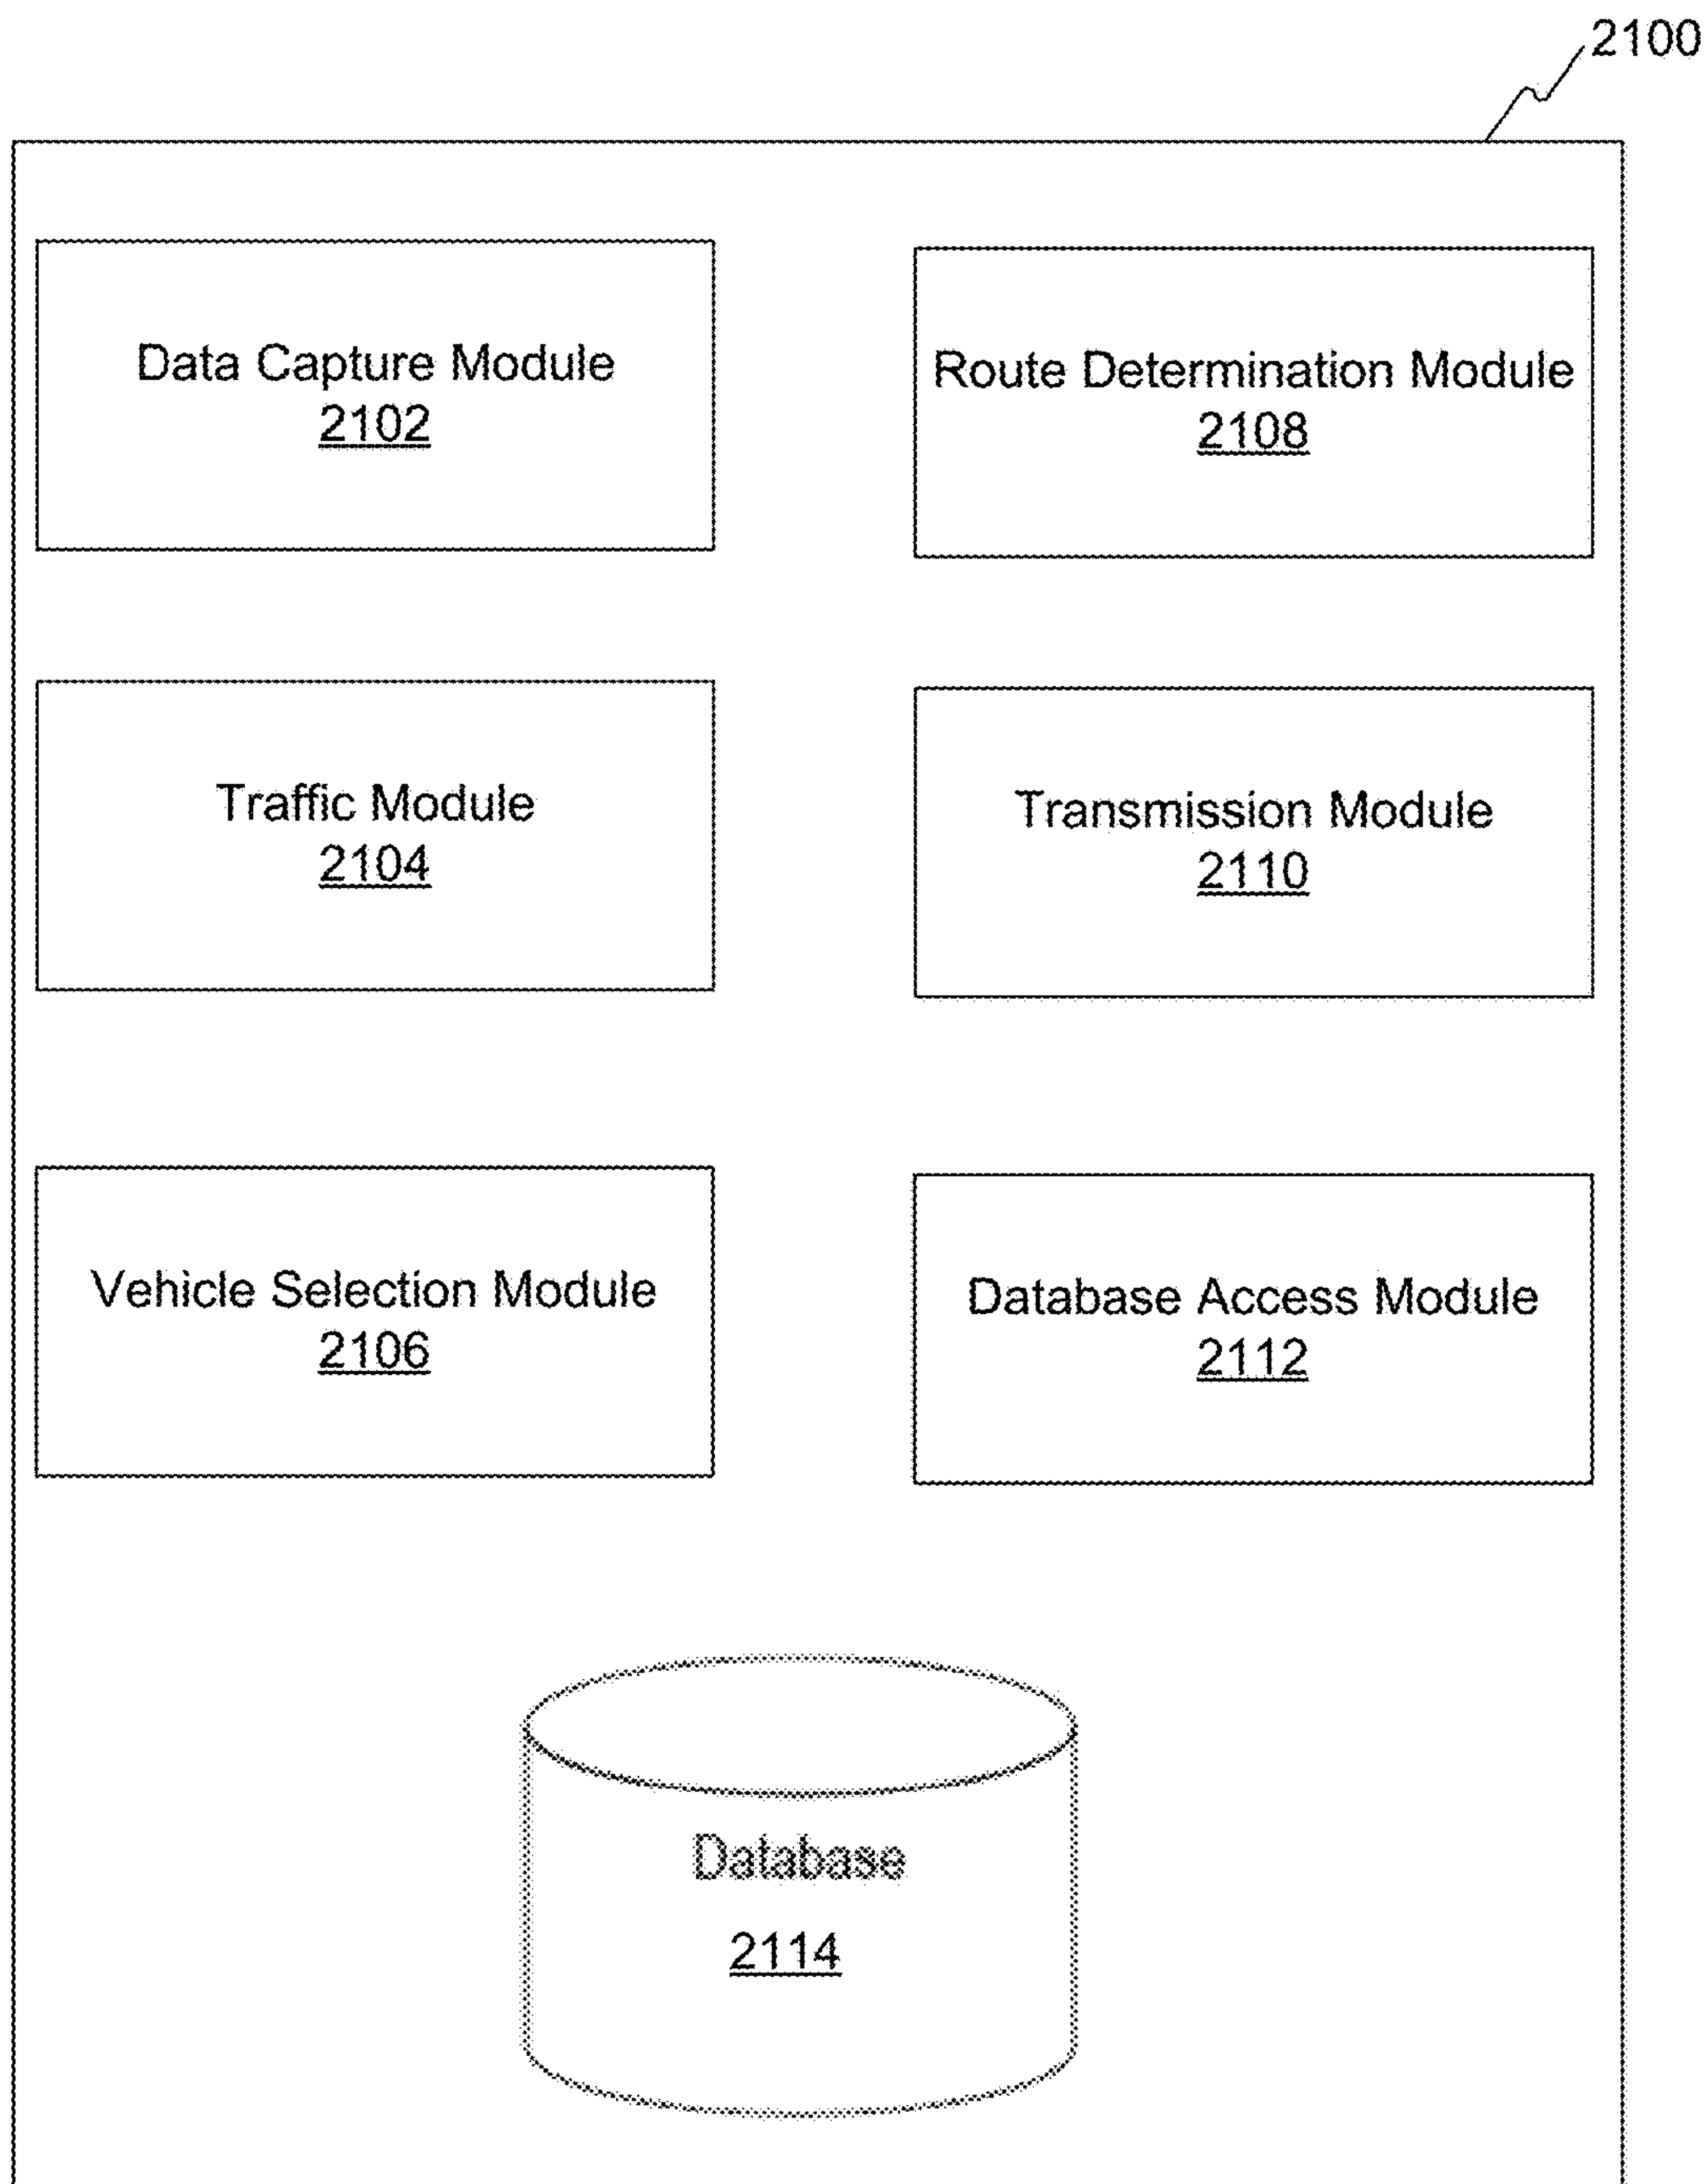 2100
Data Capture Module
2102
Route Determination Module
2108
Traffic Module
2104
Transmission Module
2110
Vehicle Selection Module
2106
Database Access Module
2112
Database
2114